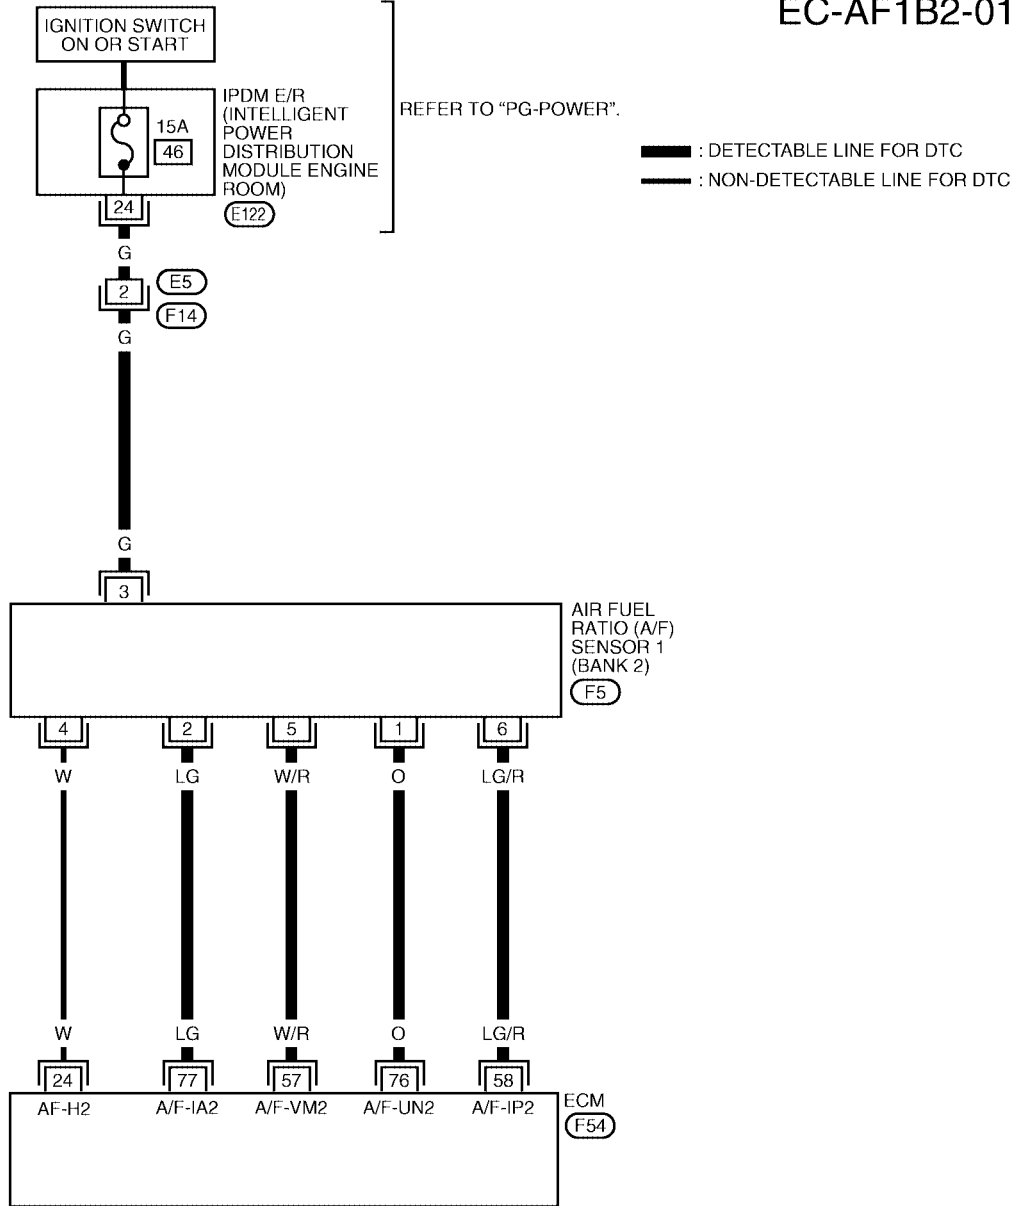 EC-AF1B2-01
IGNITION SWITCH
ON OR START
IPDM E/R
(INTELLIGENT
POWER
DISTRIBUTION
MODULE ENGINE
ROOM)
E122
15A
46
24
REFER TO “PG-POWER”.
: DETECTABLE LINE FOR DTC
: NON-DETECTABLE LINE FOR DTC
G
2
E5
F14
G
G
3
AIR FUEL
RATIO (A/F)
SENSOR 1
(BANK 2)
F5
4 2 5 1 6
W LG W/R O LG/R
W LG W/R O LG/R
24 77 57 76 58
AF-H2 A/F-IA2 A/F-VM2 A/F-UN2 A/F-IP2
ECM
F54